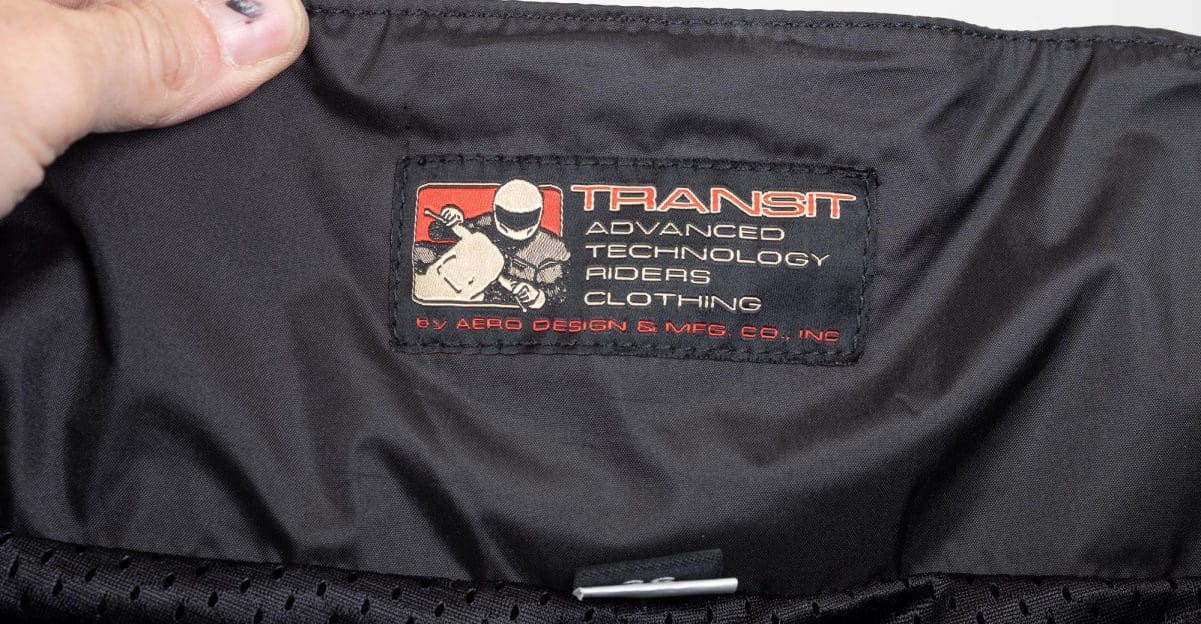 TRANSIT
ADVANCED
TECHNOLOGY
RIDERS
CLOTHING
by AERO DESIGN & MFG. CO., INC